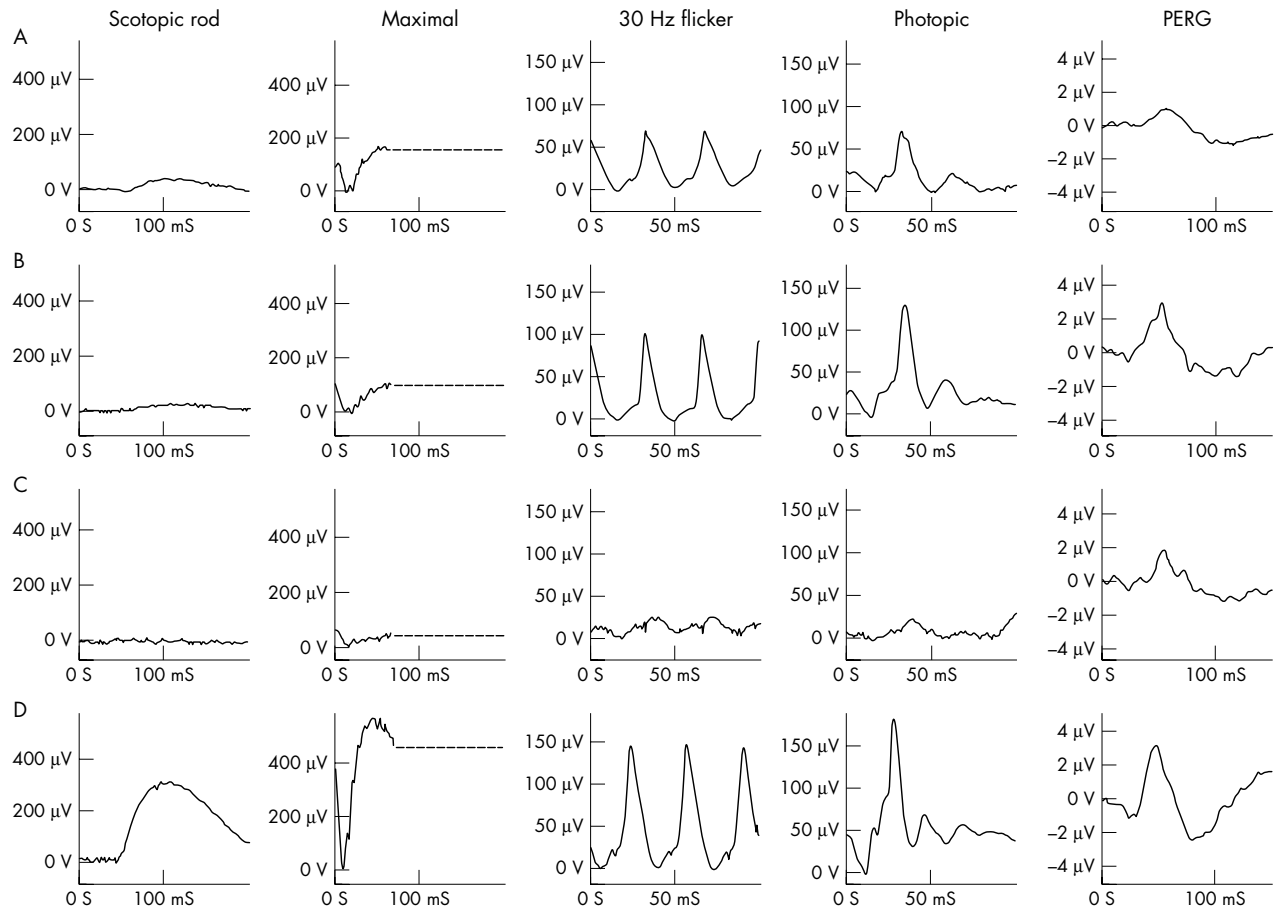 Scotopic rod Maximal 30 Hz flicker Photopic PERG
A
400 µV 400 µV 150 µV 150 µV 4 µV
2 µV
200 µV 200 µV 100 µV 100 µV 0 V
50 µV 50 µV −2 µV
0 V 0 V 0 V 0 V −4 µV
0 S 100 mS 0 S 100 mS 0 S 50 mS 0 S 50 mS 0 S 100 mS
B
400 µV 400 µV 150 µV 150 µV 4 µV
2 µV
200 µV 200 µV 100 µV 100 µV 0 V
50 µV 50 µV −2 µV
0 V 0 V 0 V 0 V −4 µV
0 S 100 mS 0 S 100 mS 0 S 50 mS 0 S 50 mS 0 S 100 mS
C
400 µV 400 µV 150 µV 150 µV 4 µV
2 µV
200 µV 200 µV 100 µV 100 µV 0 V
50 µV 50 µV −2 µV
0 V 0 V 0 V 0 V −4 µV
0 S 100 mS 0 S 100 mS 0 S 50 mS 0 S 50 mS 0 S 100 mS
D
400 µV 400 µV 150 µV 150 µV 4 µV
2 µV
200 µV 200 µV 100 µV 100 µV 0 V
50 µV 50 µV −2 µV
0 V 0 V 0 V 0 V −4 µV
0 S 100 mS 0 S 100 mS 0 S 50 mS 0 S 50 mS 0 S 100 mS